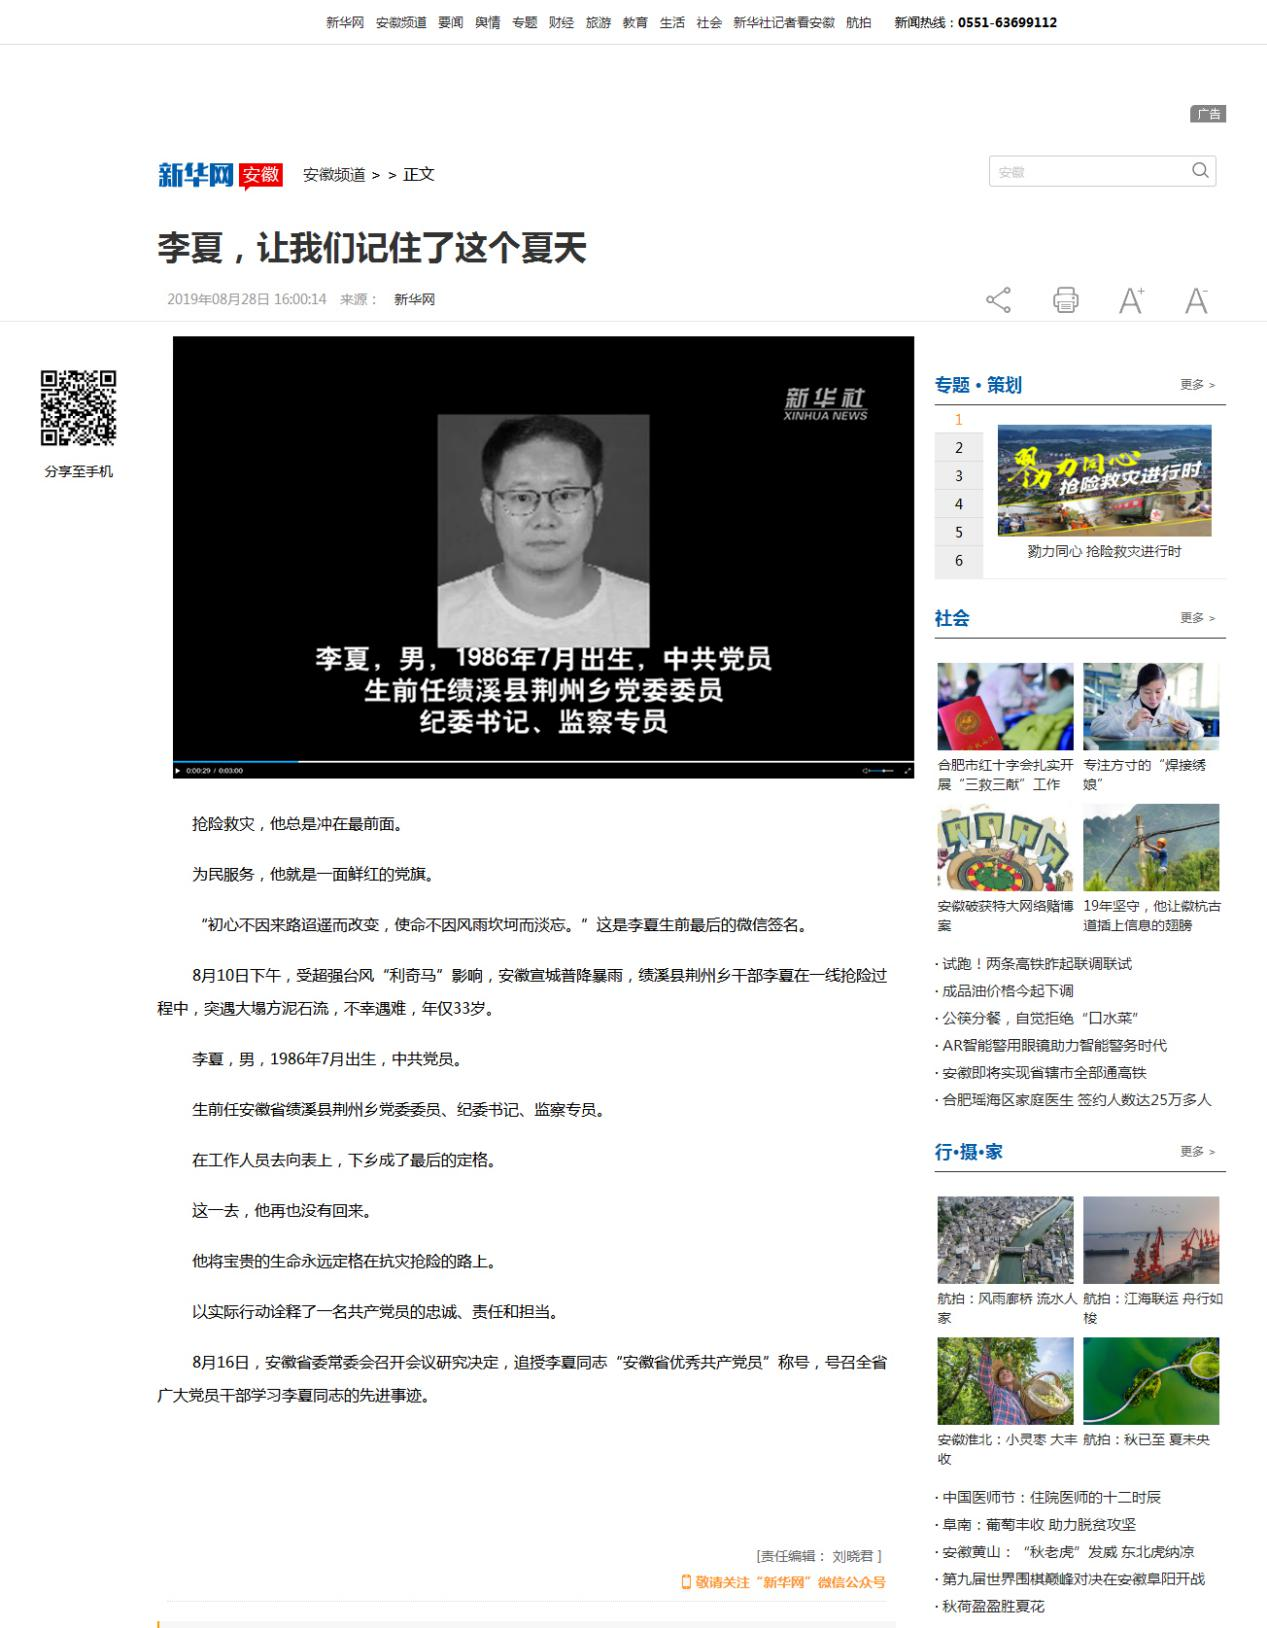 新华网 安徽频道 要闻 舆情 专题 财经 旅游 教育 生活 社会 新华社记者看安徽 航拍 新闻热线：0551-63699112
广告
新华网 安徽 安徽频道 > > 正文
安徽
李夏，让我们记住了这个夏天
2019年08月28日 16:00:14 来源： 新华网
A+ A-
分享至手机
新华社
XINHUA NEWS
李夏，男，1986年7月出生，中共党员
生前任绩溪县荆州乡党委委员
纪委书记、监察专员
0:00:29 / 0:03:00
抢险救灾，他总是冲在最前面。
为民服务，他就是一面鲜红的党旗。
“初心不因来路迢遥而改变，使命不因风雨坎坷而淡忘。”这是李夏生前最后的微信签名。
8月10日下午，受超强台风“利奇马”影响，安徽宣城普降暴雨，绩溪县荆州乡干部李夏在一线抢险过
程中，突遇大塌方泥石流，不幸遇难，年仅33岁。
李夏，男，1986年7月出生，中共党员。
生前任安徽省绩溪县荆州乡党委委员、纪委书记、监察专员。
在工作人员去向表上，下乡成了最后的定格。
这一去，他再也没有回来。
他将宝贵的生命永远定格在抗灾抢险的路上。
以实际行动诠释了一名共产党员的忠诚、责任和担当。
8月16日，安徽省委常委会召开会议研究决定，追授李夏同志“安徽省优秀共产党员”称号，号召全省
广大党员干部学习李夏同志的先进事迹。
[责任编辑： 刘晓君 ]
敬请关注“新华网”微信公众号
专题·策划 更多 >
1
2
3
4
5
6
勠力同心
抢险救灾进行时
勠力同心 抢险救灾进行时
社会 更多 >
合肥市红十字会扎实开
展“三救三献”工作
专注方寸的“焊接绣
娘”
安徽破获特大网络赌博
案
19年坚守，他让徽杭古
道插上信息的翅膀
· 试跑！两条高铁昨起联调联试
· 成品油价格今起下调
· 公筷分餐，自觉拒绝“口水菜”
· AR智能警用眼镜助力智能警务时代
· 安徽即将实现省辖市全部通高铁
· 合肥瑶海区家庭医生 签约人数达25万多人
行·摄·家 更多 >
航拍：风雨廊桥 流水人
家
航拍：江海联运 舟行如
梭
安徽淮北：小灵枣 大丰
收
航拍：秋已至 夏未央
· 中国医师节：住院医师的十二时辰
· 阜南：葡萄丰收 助力脱贫攻坚
· 安徽黄山：“秋老虎”发威 东北虎纳凉
· 第九届世界围棋巅峰对决在安徽阜阳开战
· 秋荷盈盈胜夏花